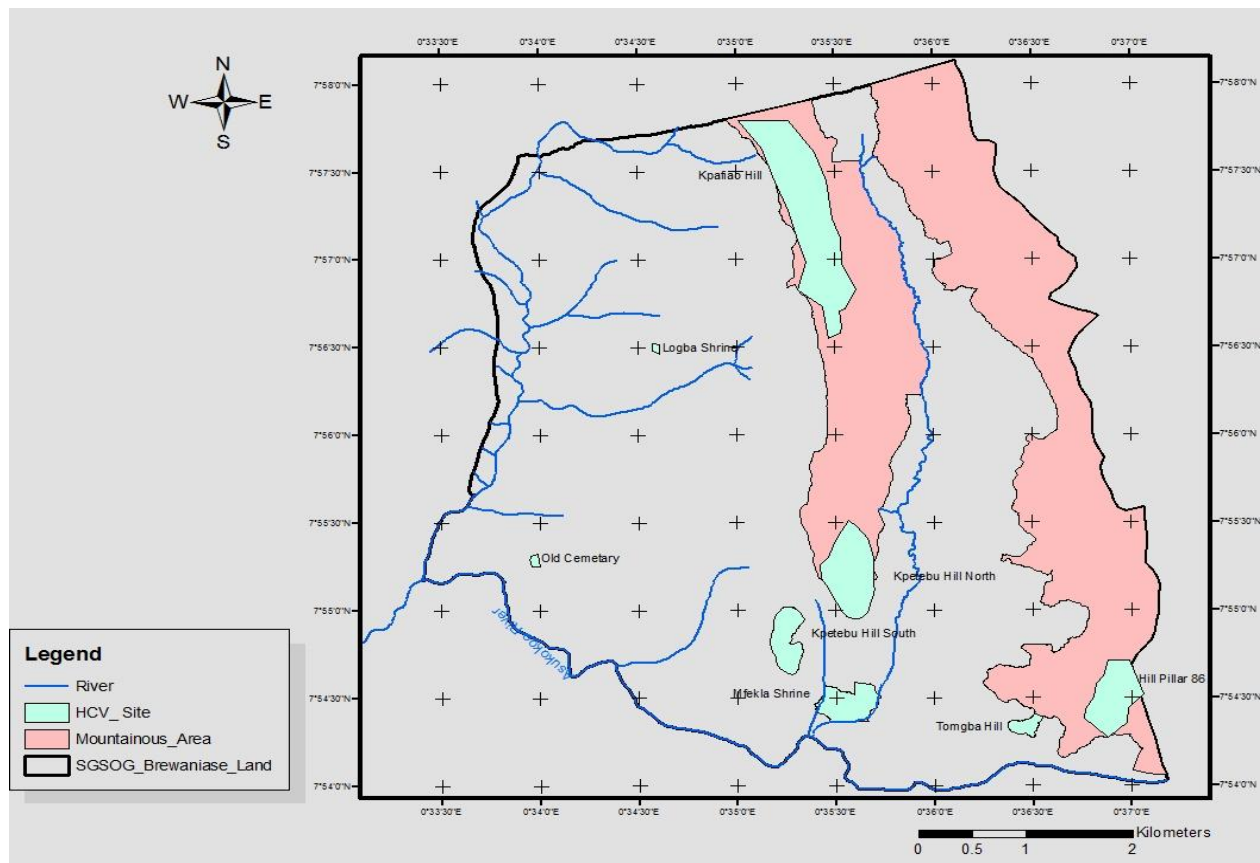 N
W E
S
0°33'30"E 0°34'0"E 0°34'30"E 0°35'0"E 0°35'30"E 0°36'0"E 0°36'30"E 0°37'0"E
7°58'0"N 7°58'0"N
7°57'30"N 7°57'30"N
Kpafiao Hill
7°57'0"N 7°57'0"N
7°56'30"N 7°56'30"N
Logba Shrine
7°56'0"N 7°56'0"N
7°55'30"N 7°55'30"N
Old Cemetary
Kpetebu Hill North
7°55'0"N 7°55'0"N
Asukokoo River
Kpetebu Hill South
Hill Pillar 86
Mfekla Shrine
7°54'30"N 7°54'30"N
Tomgba Hill
7°54'0"N 7°54'0"N
0°33'30"E 0°34'0"E 0°34'30"E 0°35'0"E 0°35'30"E 0°36'0"E 0°36'30"E 0°37'0"E
Legend
River
HCV_ Site
Mountainous_Area
SGSOG_Brewaniase_Land
Kilometers
0 0.5 1 2